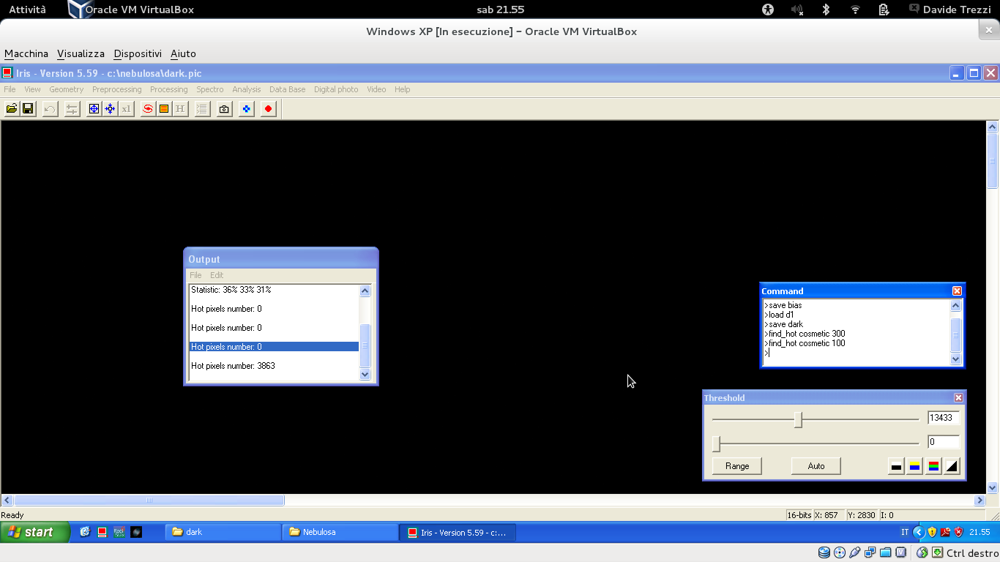 Attività Oracle VM VirtualBox sab 21.55 Davide Trezzi
Windows XP [In esecuzione] – Oracle VM VirtualBox
Macchina Visualizza Dispositivi Aiuto
Iris - Version 5.59 - c:\nebulosa\dark.pic
File View Geometry Preprocessing Processing Spectro Analysis Data Base Digital photo Video Help
x1 H
Output
File Edit
Statistic: 36% 33% 31%
Hot pixels number: 0
Hot pixels number: 0
Hot pixels number: 0
Hot pixels number: 3863
Command
>save bias
>load d1
>save dark
>find_hot cosmetic 300
>find_hot cosmetic 100
>
Threshold
13433
0
Range Auto
Ready 16-bits X: 857 Y: 2830 I: 0
start dark Nebulosa Iris - Version 5.59 - c:... IT 21.55
Ctrl destro